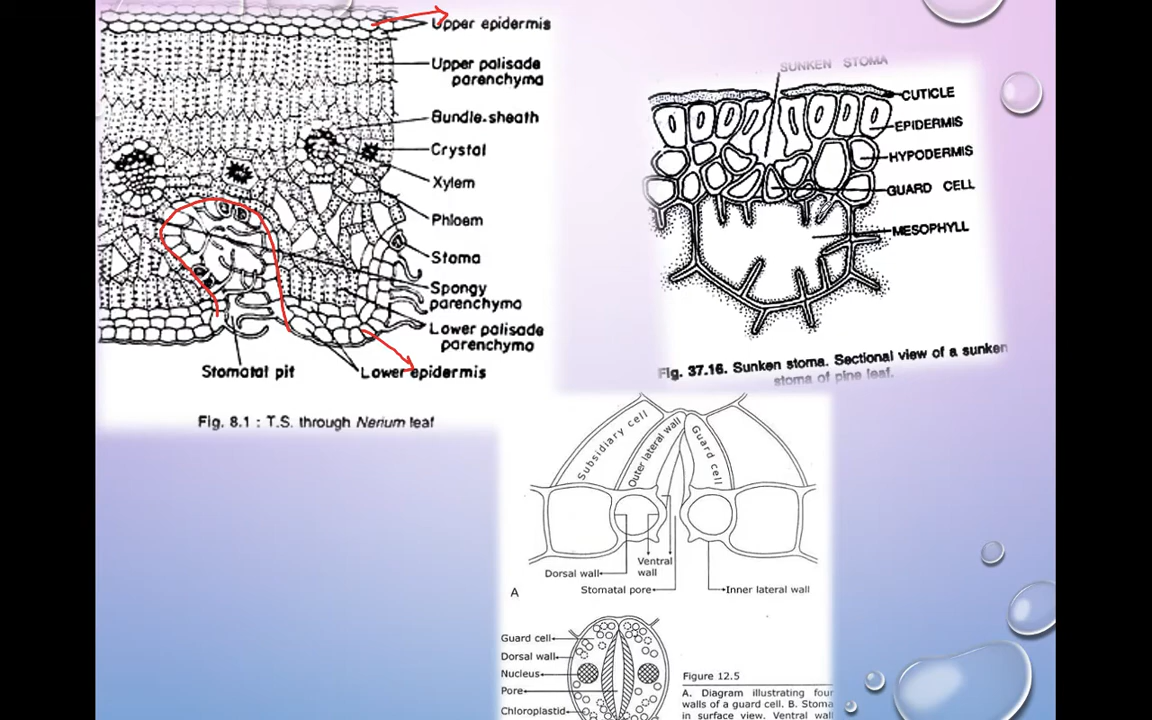 Upper epidermis
Upper palisade
parenchyma
Bundle-sheath
Crystal
Xylem
Phloem
Stoma
Spongy
parenchyma
Lower palisade
parenchyma
Stomatal pit
Lower epidermis
Fig. 8.1 : T.S. through Nerium leaf
SUNKEN STOMA
CUTICLE
EPIDERMIS
HYPODERMIS
GUARD CELL
MESOPHYLL
Fig. 37.16. Sunken stoma. Sectional view of a sunken
stoma of pine leaf.
Subsidiary cell
Outer lateral wall
Guard cell
Dorsal wall
Ventral
wall
Stomatal pore
Inner lateral wall
A
Guard cell
Dorsal wall
Nucleus
Pore
Chloroplastid
Figure 12.5
A. Diagram illustrating four
walls of a guard cell. B. Stoma
in surface view. Ventral wall